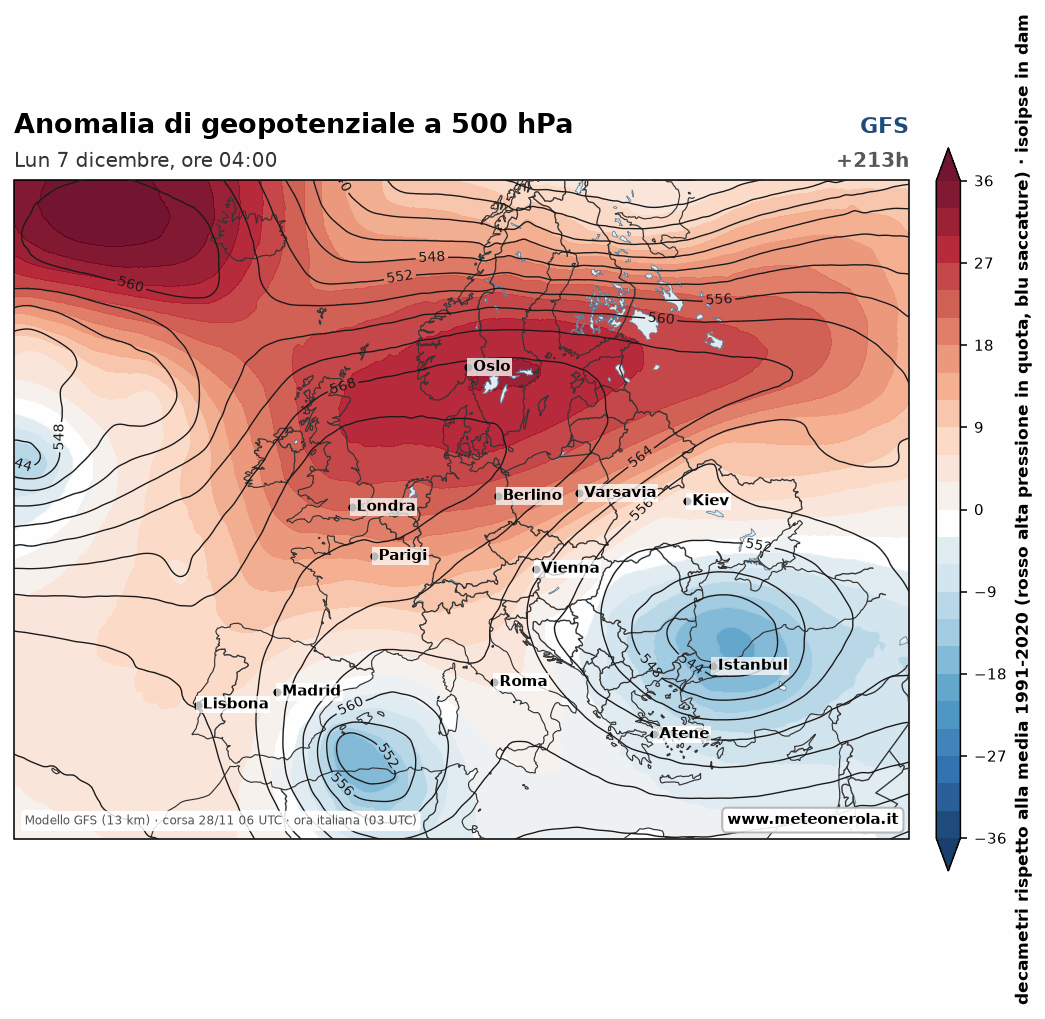 Anomalia di geopotenziale a 500 hPa
GFS
Lun 7 dicembre, ore 04:00
+213h
548
552
560
556
560
568
548
44
564
556
552
548
544
560
552
556
Oslo
Londra
Berlino
Varsavia
Kiev
Parigi
Vienna
Istanbul
Roma
Madrid
Lisbona
Atene
Modello GFS (13 km) · corsa 28/11 06 UTC · ora italiana (03 UTC)
www.meteonerola.it
36
27
18
9
0
−9
−18
−27
−36
decametri rispetto alla media 1991-2020 (rosso alta pressione in quota, blu saccature) · isoipse in dam